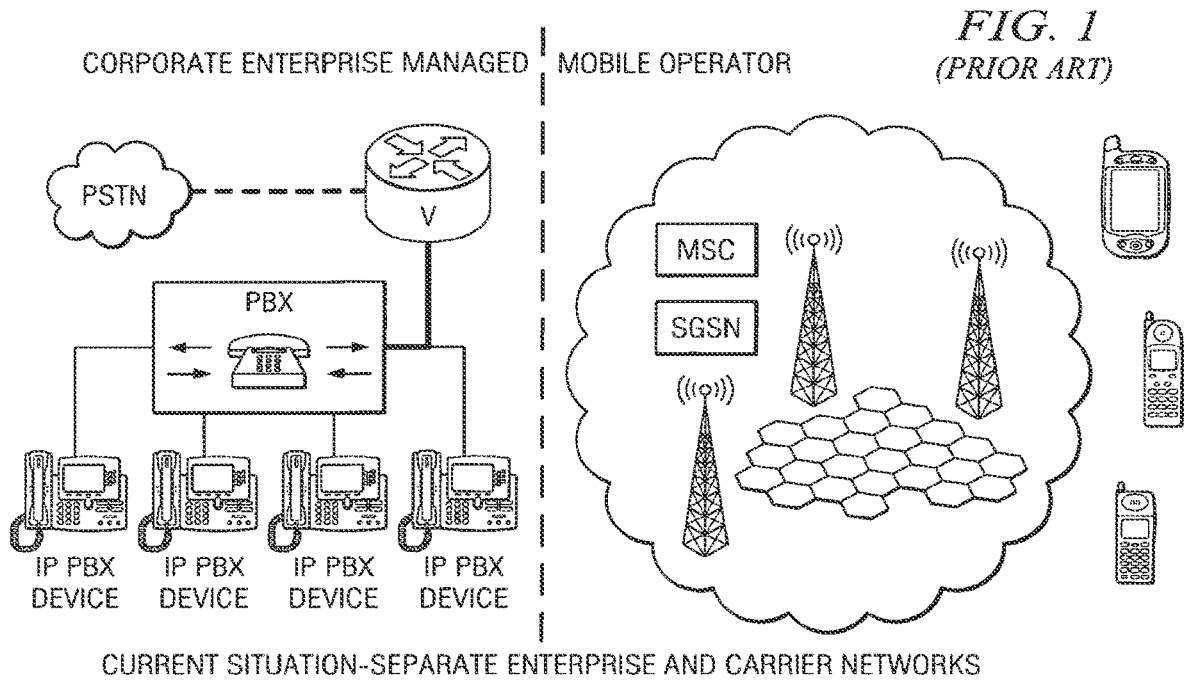 FIG. 1
(PRIOR ART)
CORPORATE ENTERPRISE MANAGED
MOBILE OPERATOR
PSTN
V
MSC
PBX
SGSN
IP PBX DEVICE
IP PBX DEVICE
IP PBX DEVICE
IP PBX DEVICE
CURRENT SITUATION-SEPARATE ENTERPRISE AND CARRIER NETWORKS